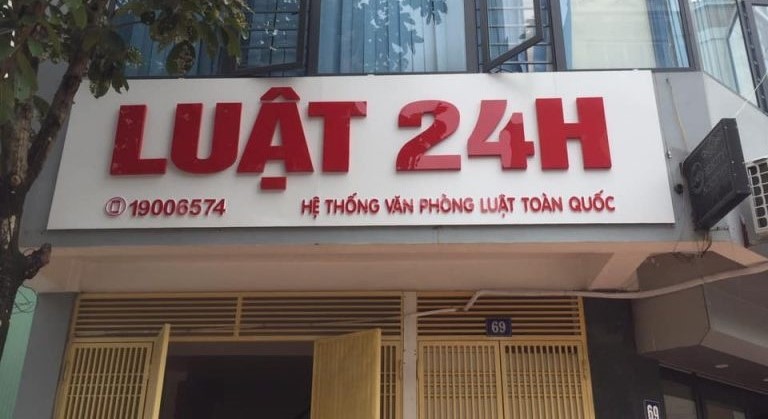 LUẬT 24H
19006574
HỆ THỐNG VĂN PHÒNG LUẬT TOÀN QUỐC
69
69